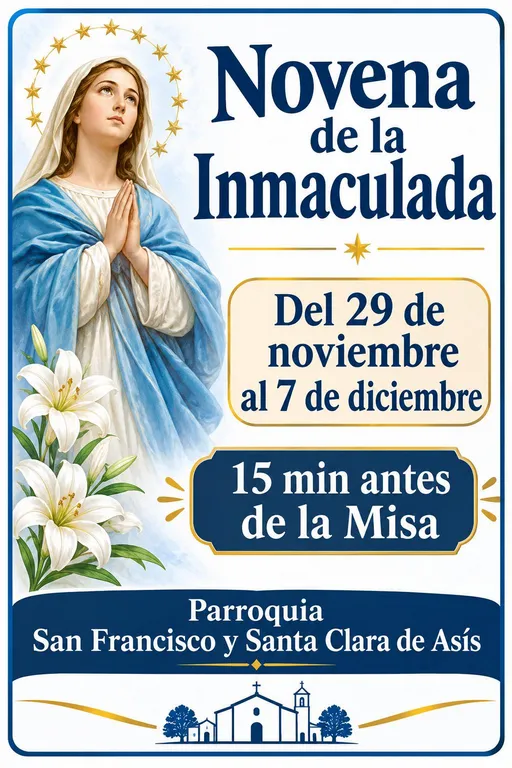 Novena
de la
Inmaculada
Del 29 de
noviembre
al 7 de diciembre
15 min antes
de la Misa
Parroquia
San Francisco y Santa Clara de Asís